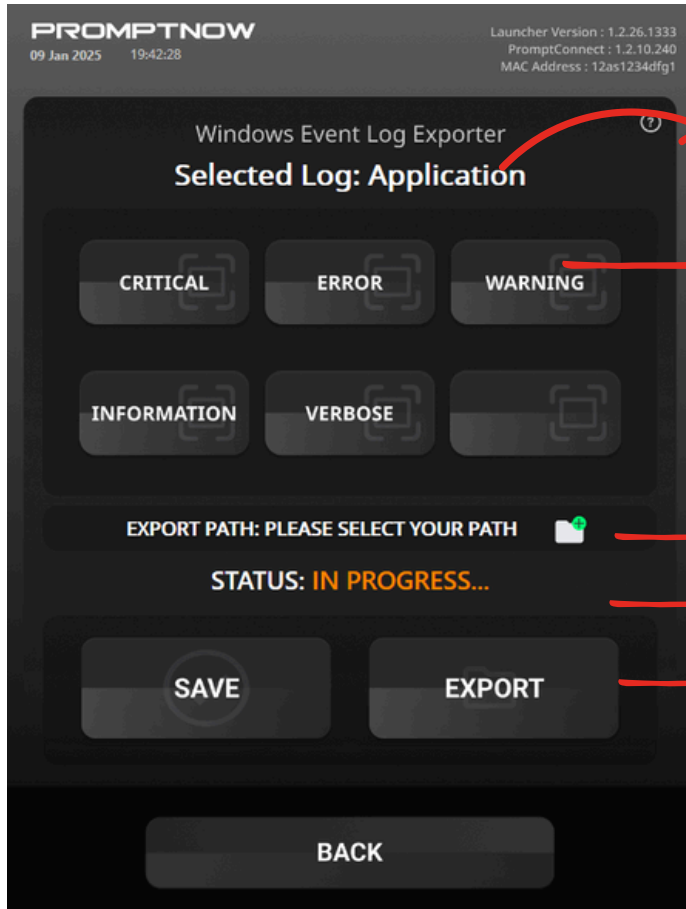 PROMPTNOW
Launcher Version : 1.2.26.1333
09 Jan 2025 19:42:28
PromptConnect : 1.2.10.240
MAC Address : 12as1234dfg1
Windows Event Log Exporter
?
Selected Log: Application
CRITICAL ERROR WARNING
INFORMATION VERBOSE
EXPORT PATH: PLEASE SELECT YOUR PATH
STATUS: IN PROGRESS...
SAVE EXPORT
BACK